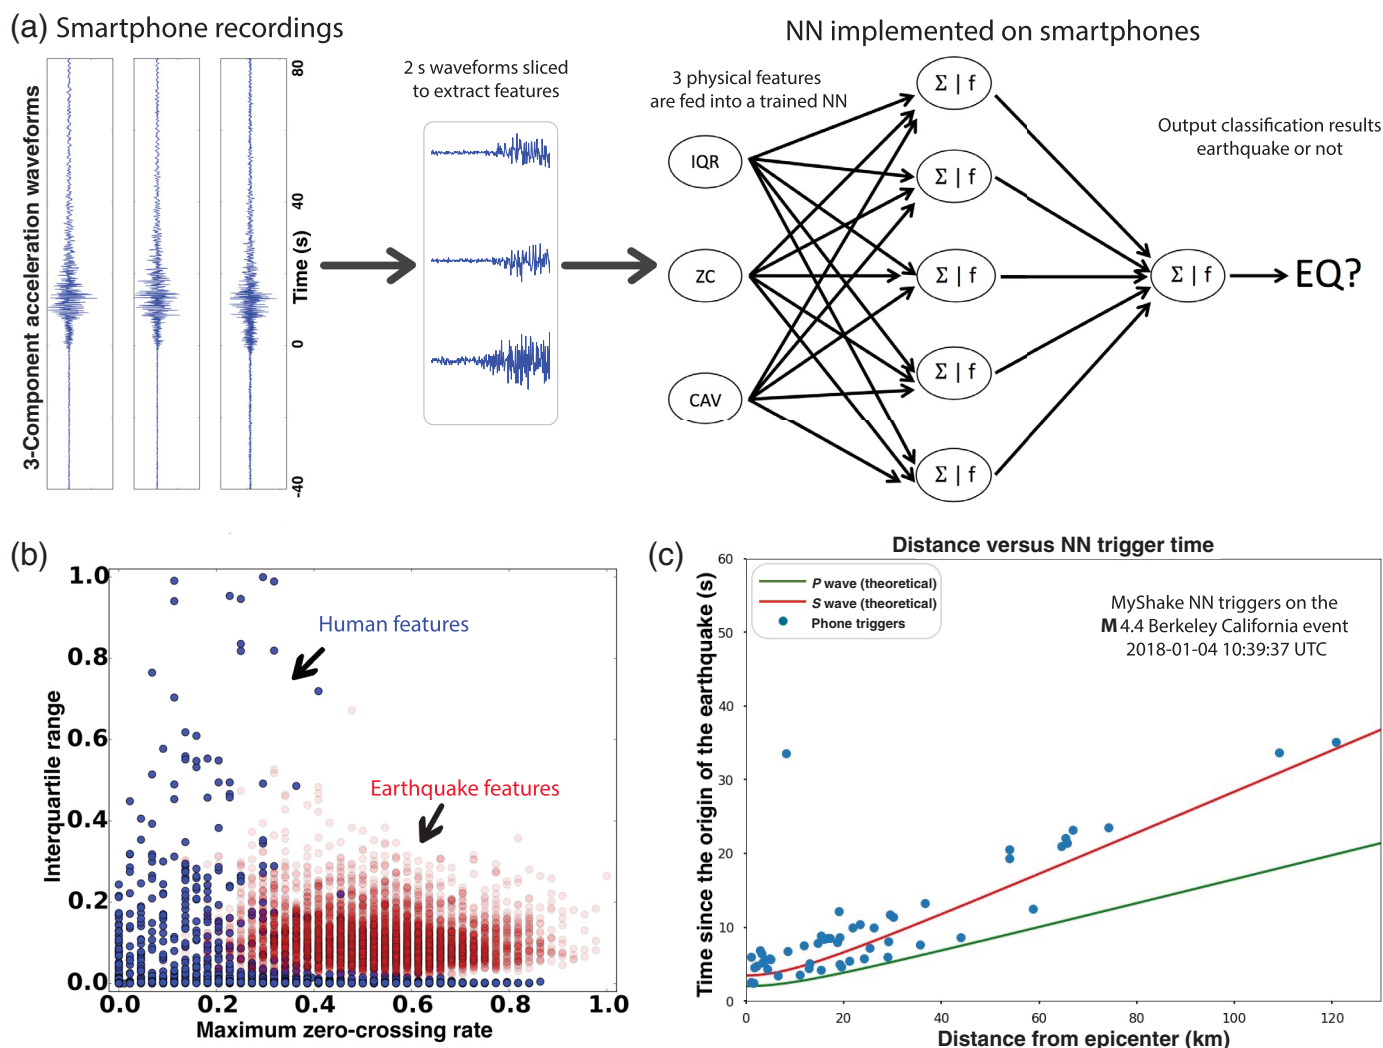 (a) Smartphone recordings
NN implemented on smartphones
3-Component acceleration waveforms
80
40
0
-40
Time (s)
2 s waveforms sliced
to extract features
3 physical features
are fed into a trained NN
IQR
ZC
CAV
Σ | f
Σ | f
Σ | f
Σ | f
Σ | f
Σ | f
Output classification results
earthquake or not
EQ?
(b)
Interquartile range
1.0
0.8
0.6
0.4
0.2
0.0
Human features
Earthquake features
0.0 0.2 0.4 0.6 0.8 1.0
Maximum zero-crossing rate
(c)
Distance versus NN trigger time
Time since the origin of the earthquake (s)
60
50
40
30
20
10
0
P wave (theoretical)
S wave (theoretical)
Phone triggers
MyShake NN triggers on the
M 4.4 Berkeley California event
2018-01-04 10:39:37 UTC
0 20 40 60 80 100 120
Distance from epicenter (km)